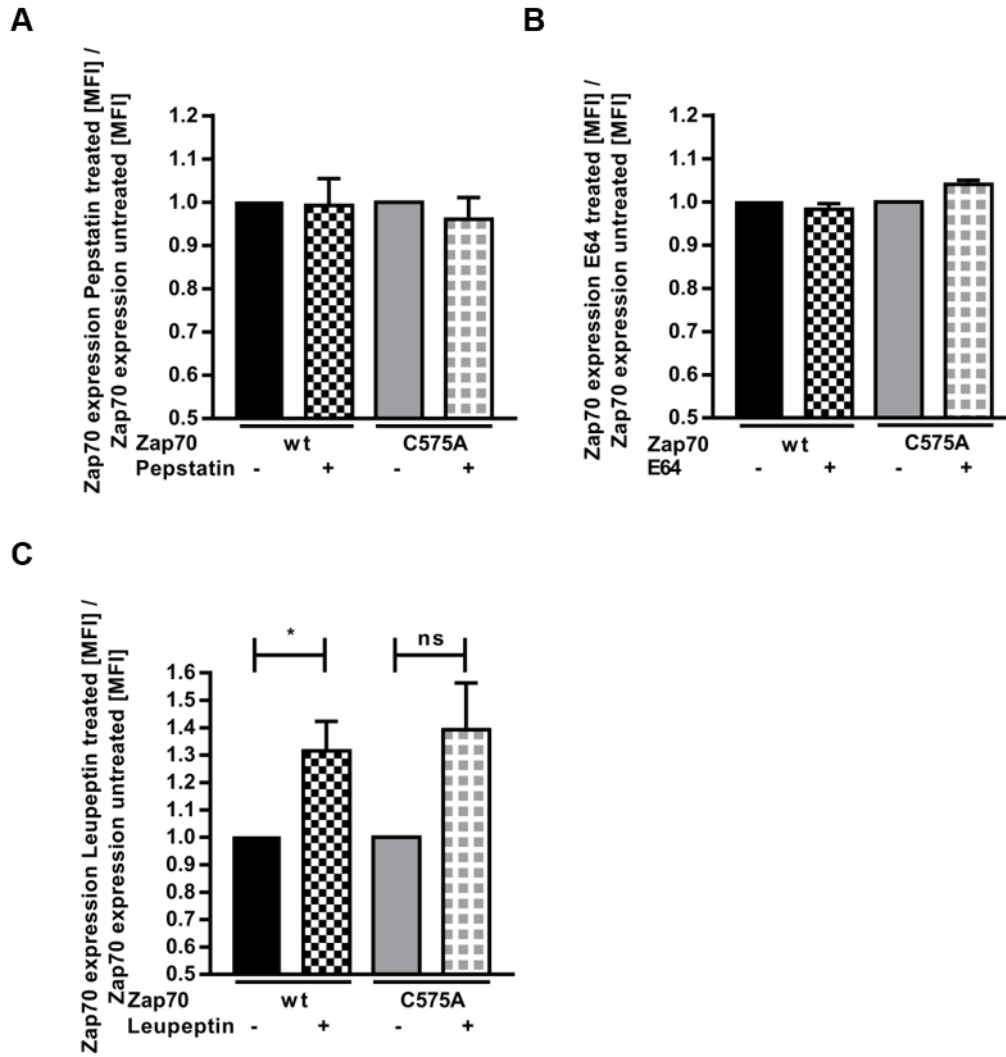 A
Zap70 expression Pepstatin treated [MFI] /
Zap70 expression untreated [MFI]
1.2
1.1
1.0
0.9
0.8
0.7
0.6
0.5
Zap70 wt C575A
Pepstatin - + - +
B
Zap70 expression E64 treated [MFI] /
Zap70 expression untreated [MFI]
1.2
1.1
1.0
0.9
0.8
0.7
0.6
0.5
Zap70 wt C575A
E64 - + - +
C
Zap70 expression Leupeptin treated [MFI] /
Zap70 expression untreated [MFI]
* ns
1.6
1.5
1.4
1.3
1.2
1.1
1.0
0.9
0.8
0.7
0.6
0.5
Zap70 wt C575A
Leupeptin - + - +